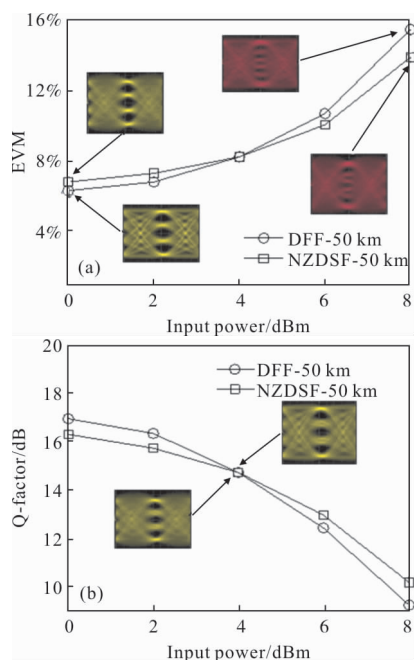 16%
12%
8%
4%
EVM
(a)
DFF-50 km
NZDSF-50 km
0 2 4 6 8
Input power/dBm
20
18
16
14
12
10
Q-factor/dB
DFF-50 km
NZDSF-50 km
(b)
0 2 4 6 8
Input power/dBm